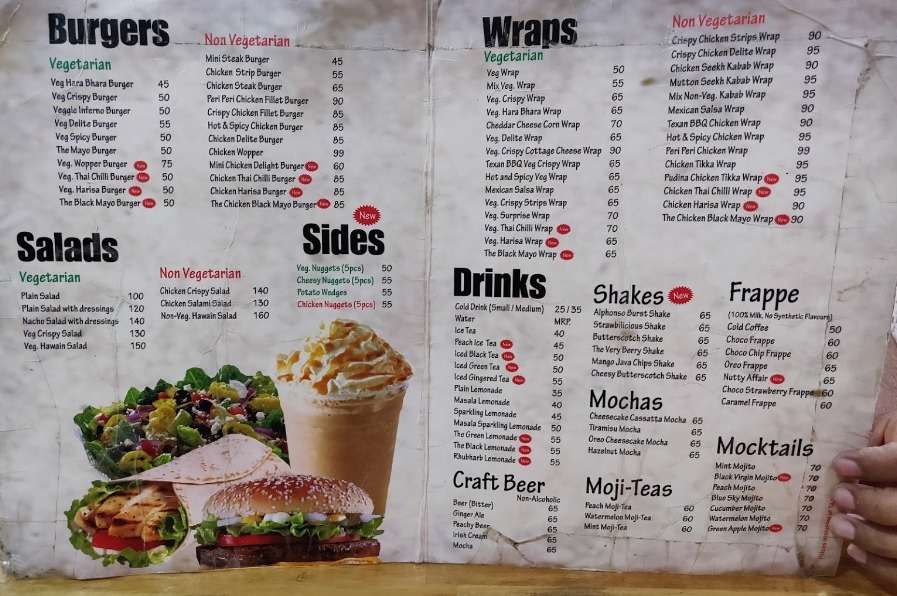 Burgers
Vegetarian
Veg Hara Bhara Burger 45
Veg Crispy Burger 50
Veggie Inferno Burger 50
Veg Delite Burger 55
Veg Spicy Burger 50
The Mayo Burger 50
Veg. Wopper Burger New 75
Veg. Thai Chilli Burger New 50
Veg. Harisa Burger New 50
The Black Mayo Burger New 50
Non Vegetarian
Mini Steak Burger 45
Chicken Strip Burger 55
Chicken Steak Burger 65
Peri Peri Chicken Fillet Burger 90
Crispy Chicken Fillet Burger 85
Hot & Spicy Chicken Burger 85
Chicken Delite Burger 85
Chicken Wopper 99
Mini Chicken Delight Burger New 60
Chicken Thai Chilli Burger New 85
Chicken Harisa Burger New 85
The Chicken Black Mayo Burger New 85
Salads
Vegetarian
Plain Salad 100
Plain Salad with dressings 120
Nacho Salad with dressings 140
Veg Crispy Salad 130
Veg. Hawain Salad 150
Non Vegetarian
Chicken Crispy Salad 140
Chicken Salami Salad 130
Non-Veg. Hawain Salad 160
New
Sides
Veg. Nuggets (5pcs) 50
Cheesy Nuggets (5pcs) 55
Potato Wedges 55
Chicken Nuggets (5pcs) 55
Wraps
Vegetarian
Veg Wrap 50
Mix Veg. Wrap 55
Veg. Crispy Wrap 65
Veg. Hara Bhara Wrap 65
Cheddar Cheese Corn Wrap 70
Veg. Delite Wrap 65
Veg. Crispy Cottage Cheese Wrap 90
Texan BBQ Veg Crispy Wrap 65
Hot and Spicy Veg Wrap 65
Mexican Salsa Wrap 65
Veg. Crispy Strips Wrap 65
Veg. Surprise Wrap 70
Veg. Thai Chilli Wrap New 70
Veg. Harisa Wrap New 65
The Black Mayo Wrap New 65
Non Vegetarian
Crispy Chicken Strips Wrap 90
Crispy Chicken Delite Wrap 95
Chicken Seekh Kabab Wrap 90
Mutton Seekh Kabab Wrap 95
Mix Non-Veg. Kabab Wrap 95
Mexican Salsa Wrap 90
Texan BBQ Chicken Wrap 90
Hot & Spicy Chicken Wrap 95
Peri Peri Chicken Wrap 99
Chicken Tikka Wrap 95
Pudina Chicken Tikka Wrap New 95
Chicken Thai Chilli Wrap New 95
Chicken Harisa Wrap New 90
The Chicken Black Mayo Wrap New 90
Drinks
Cold Drink (Small / Medium) 25 / 35
Water MRP.
Ice Tea 40
Peach Ice Tea New 45
Iced Black Tea New 50
Iced Green Tea New 50
Iced Gingered Tea New 55
Plain Lemonade 35
Masala Lemonade 40
Sparkling Lemonade 45
Masala Sparkling Lemonade 50
The Green Lemonade New 55
The Black Lemonade New 55
Rhubarb Lemonade New 55
Craft Beer
Non-Alcoholic
Beer (Bitter) 65
Ginger Ale 65
Peachy Beer 65
Irish Cream 65
Mocha 65
Shakes New
Alphonso Burst Shake 65
Strawbilicious Shake 65
Butterscotch Shake 65
The Very Berry Shake 65
Mango Java Chips Shake 65
Cheesy Butterscotch Shake 65
Mochas
Cheesecake Cassatta Mocha 65
Tiramisu Mocha 65
Oreo Cheesecake Mocha 65
Hazelnut Mocha 65
Moji-Teas
Peach Moji-Tea 60
Watermelon Moji-Tea 60
Mint Moji-Tea 60
Frappe
(100% Milk, No Synthetic Flavours)
Cold Coffee 50
Choco Frappe 60
Choco Chip Frappe 60
Oreo Frappe 60
Nutty Affair New 60
Choco Strawberry Frappe 60
Caramel Frappe 60
Mocktails
Mint Mojito 70
Black Virgin Mojito New 70
Peach Mojito 70
Blue Sky Mojito 70
Cucumber Mojito 70
Watermelon Mojito 70
Green Apple Mojito New 70